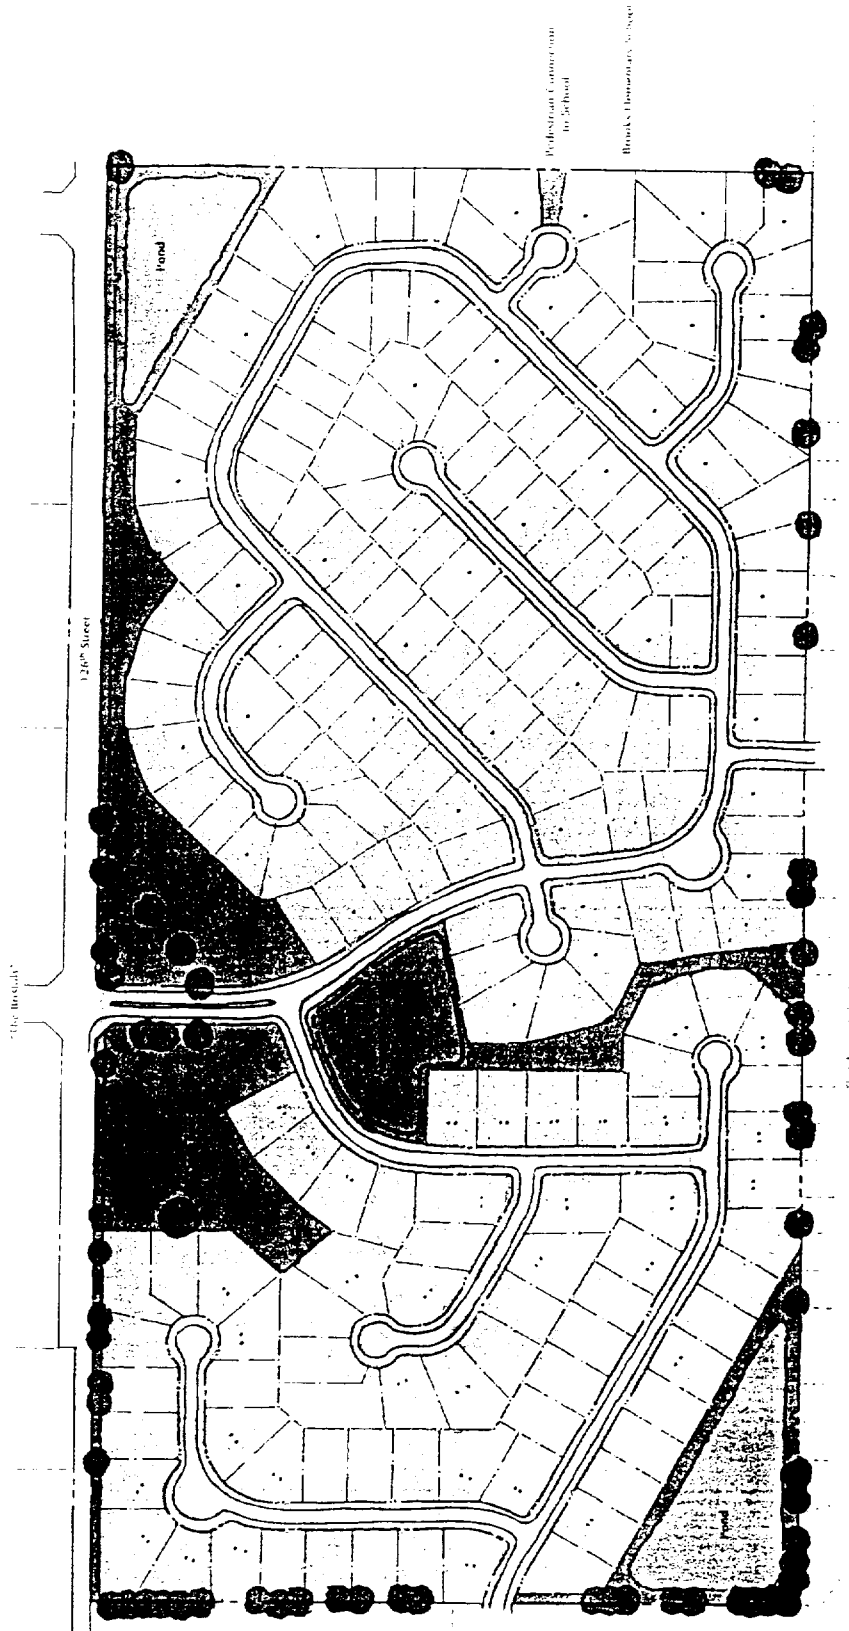 Pedestrian Connection
to School
Brooks Elementary School
Pond
126th Street
Pond